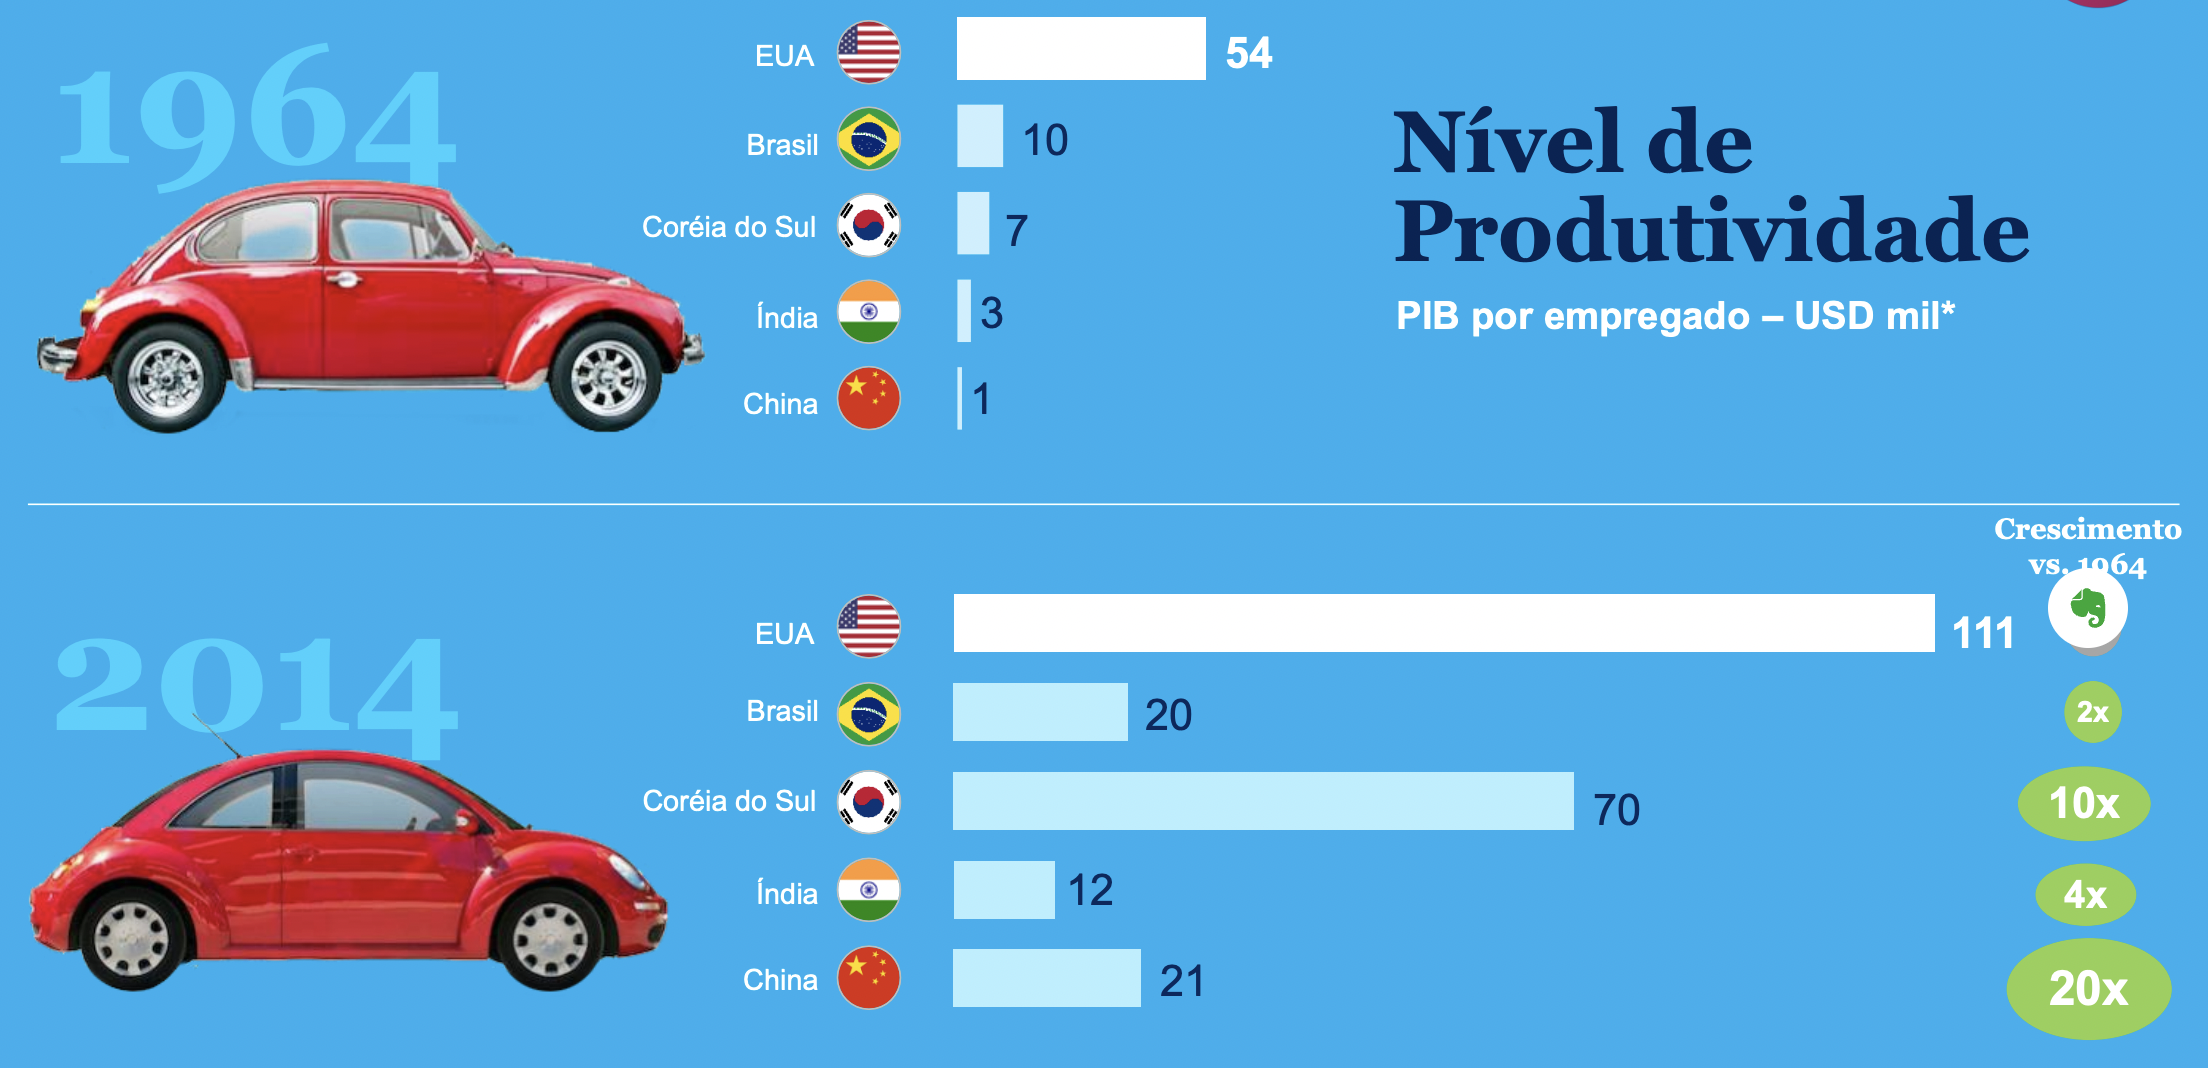 1964
EUA 54
Brasil 10
Coréia do Sul 7
Índia 3
China 1
Nível de
Produtividade
PIB por empregado – USD mil*
Crescimento
vs. 1964
2014
EUA 111
Brasil 20 2x
Coréia do Sul 70 10x
Índia 12 4x
China 21 20x